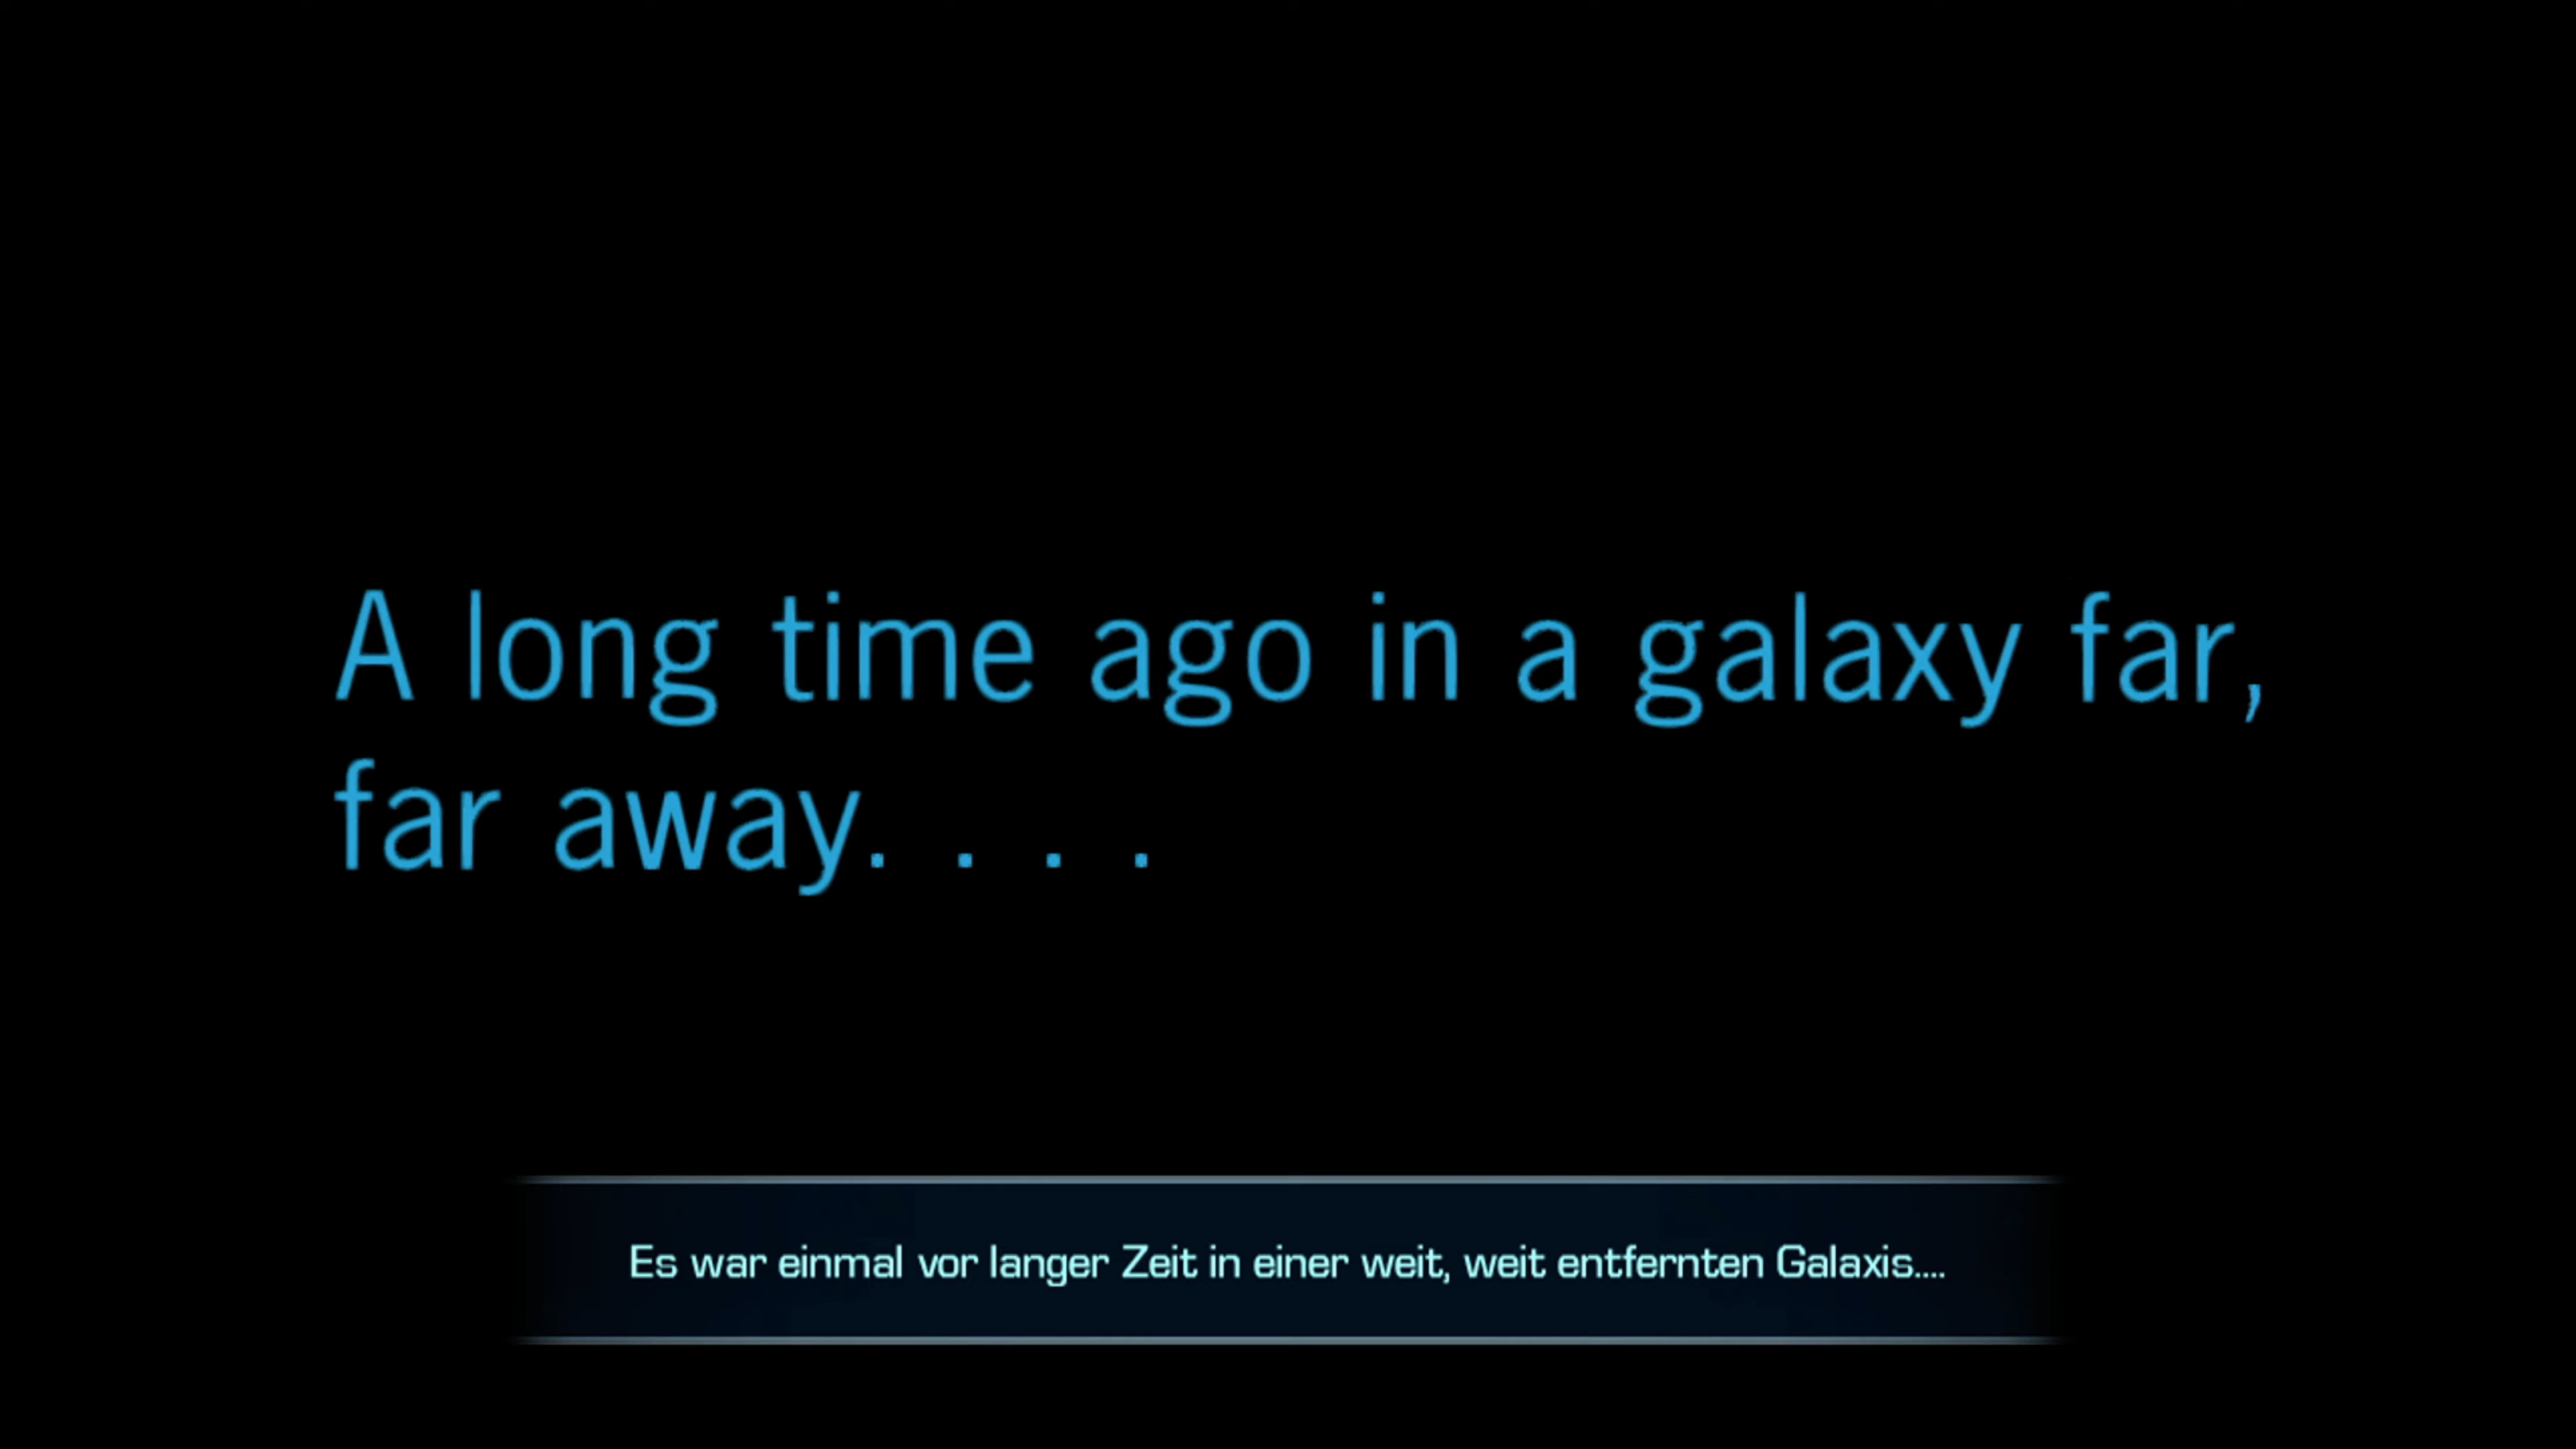 A long time ago in a galaxy far,
far away. . . .
Es war einmal vor langer Zeit in einer weit, weit entfernten Galaxis....